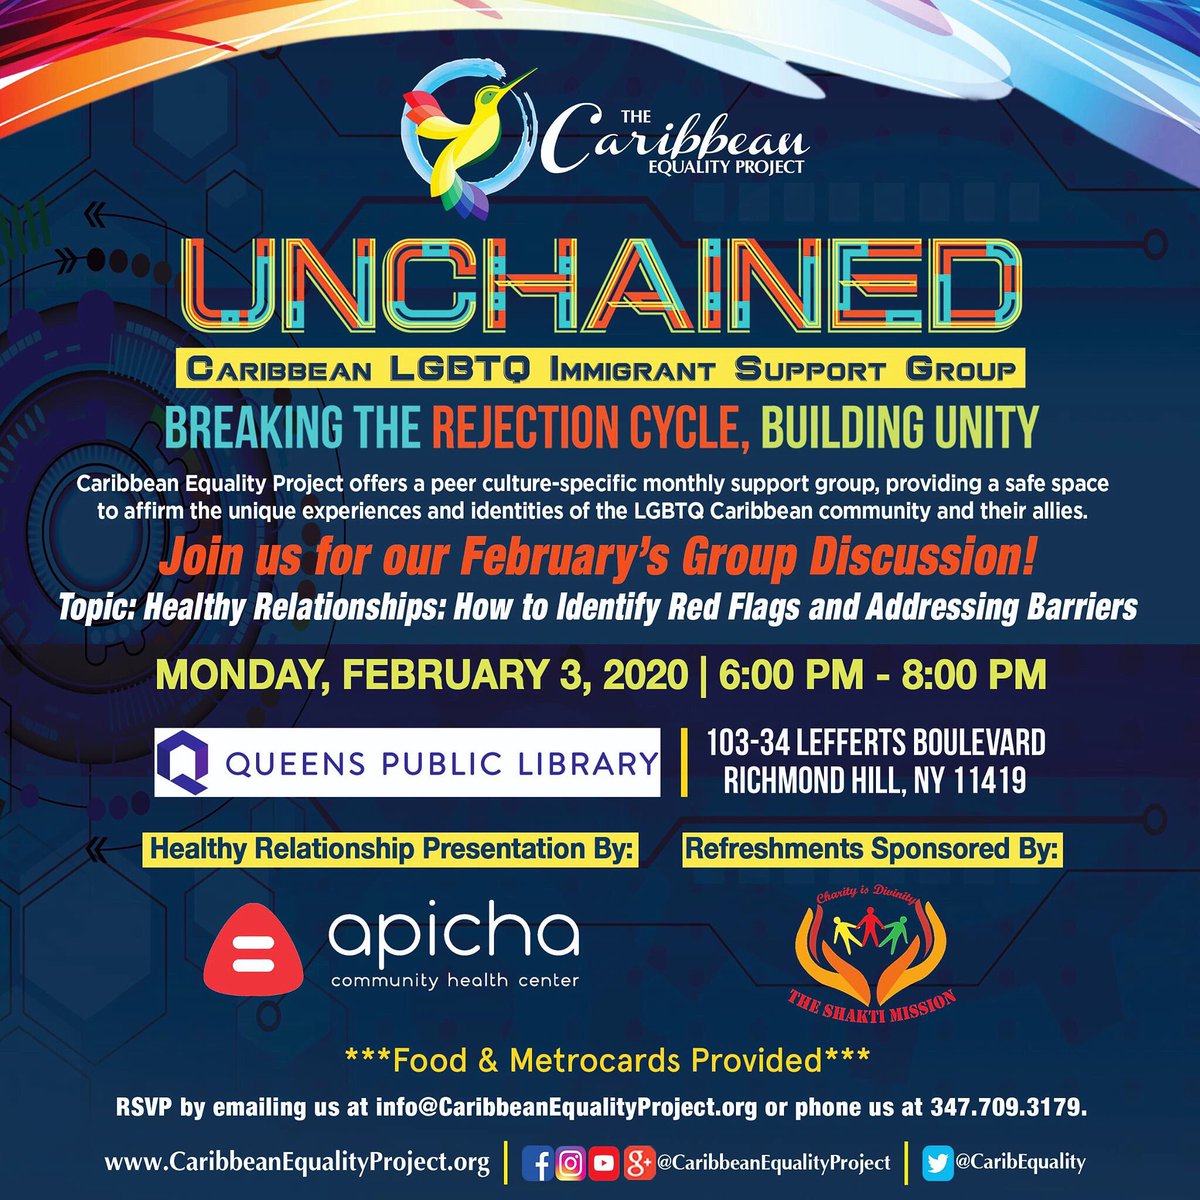 THE
Caribbean
EQUALITY PROJECT
UNCHAINED
CARIBBEAN LGBTQ IMMIGRANT SUPPORT GROUP
BREAKING THE REJECTION CYCLE, BUILDING UNITY
Caribbean Equality Project offers a peer culture-specific monthly support group, providing a safe space
to affirm the unique experiences and identities of the LGBTQ Caribbean community and their allies.
Join us for our February's Group Discussion!
Topic: Healthy Relationships: How to Identify Red Flags and Addressing Barriers
MONDAY, FEBRUARY 3, 2020 | 6:00 PM - 8:00 PM
QUEENS PUBLIC LIBRARY
103-34 LEFFERTS BOULEVARD
RICHMOND HILL, NY 11419
Healthy Relationship Presentation By:
Refreshments Sponsored By:
apicha
community health center
Charity is Divinity
THE SHAKTI MISSION
***Food & Metrocards Provided***
RSVP by emailing us at info@CaribbeanEqualityProject.org or phone us at 347.709.3179.
www.CaribbeanEqualityProject.org | @CaribbeanEqualityProject | @CaribEquality